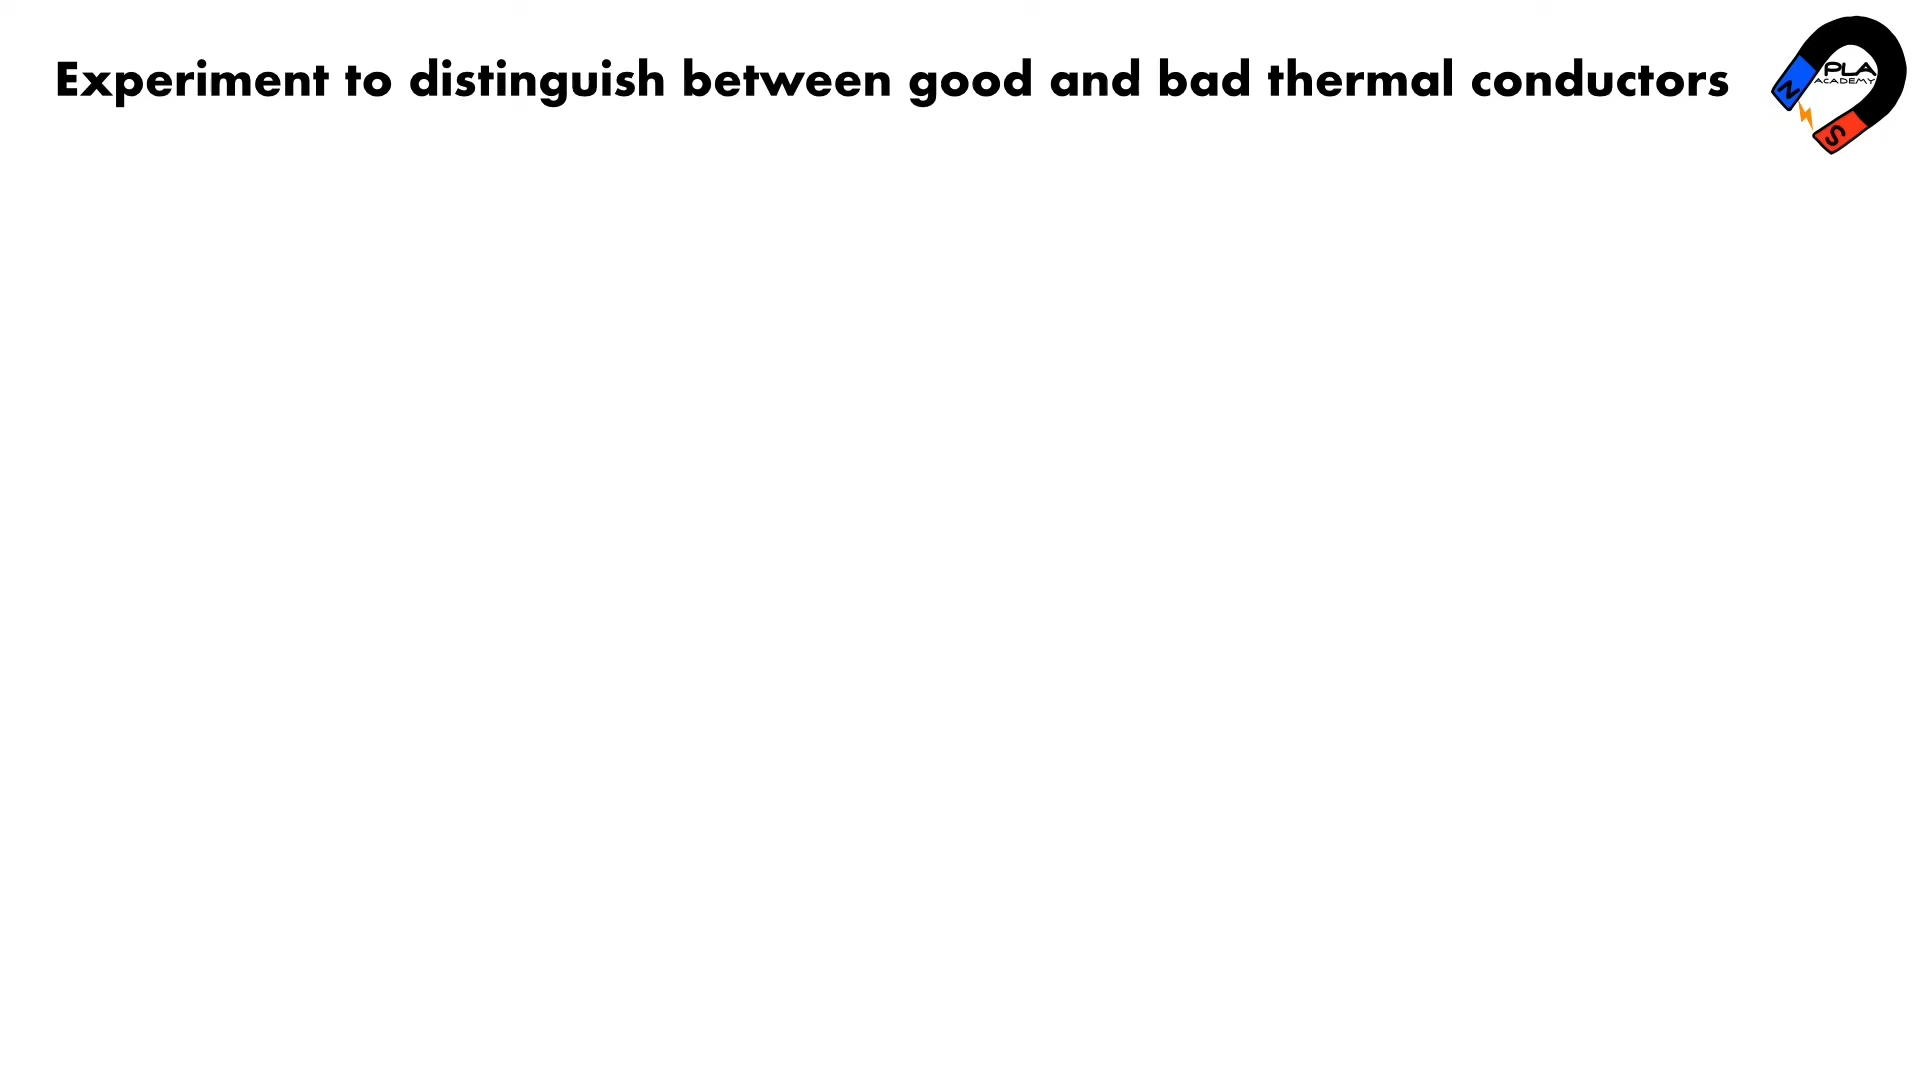 Experiment to distinguish between good and bad thermal conductors
PLA
ACADEMY
N
S